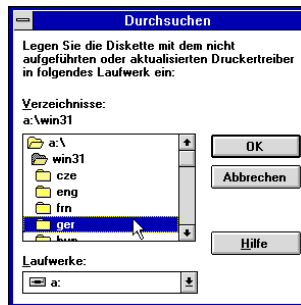 Durchsuchen
Legen Sie die Diskette mit dem nicht
aufgeführten oder aktualisierten Druckertreiber
in folgendes Laufwerk ein:
Verzeichnisse:
a:\win31
a:\
win31
cze
eng
frn
ger
hun
OK
Abbrechen
Hilfe
Laufwerke:
a: